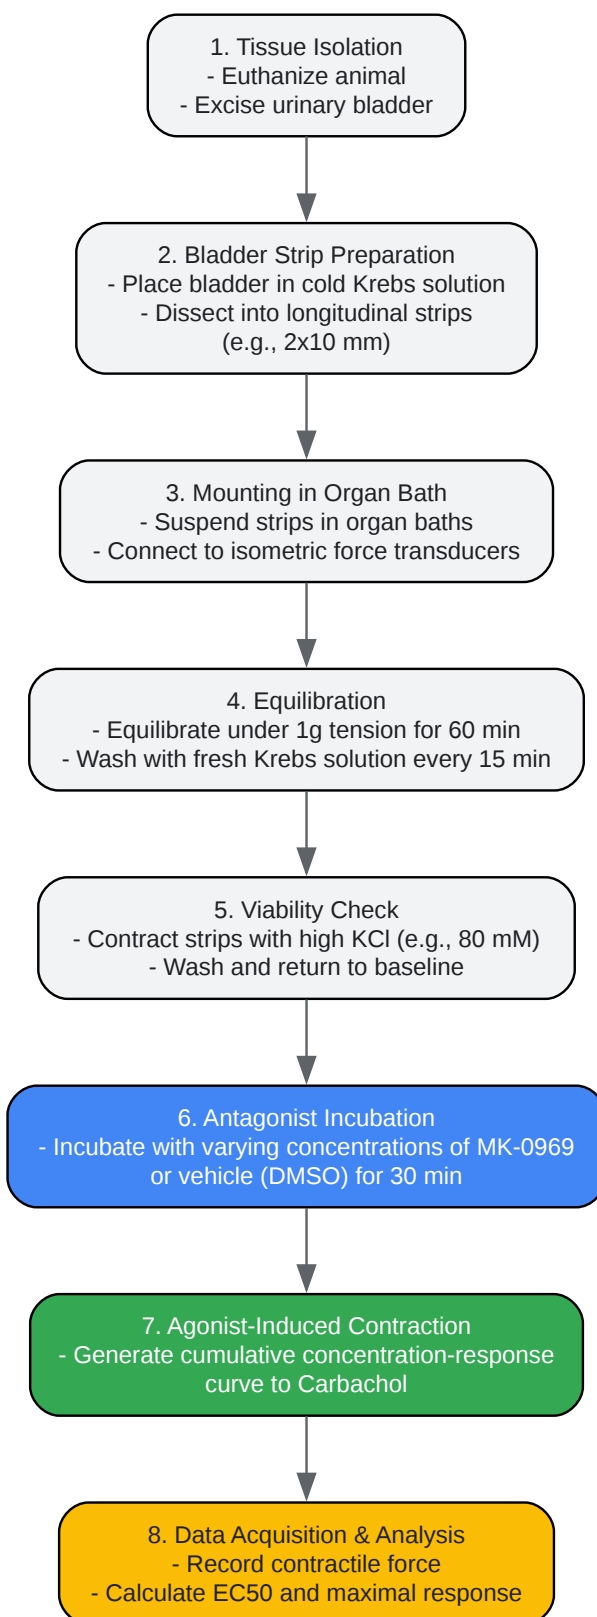 1. Tissue Isolation
- Euthanize animal
- Excise urinary bladder
2. Bladder Strip Preparation
- Place bladder in cold Krebs solution
- Dissect into longitudinal strips
(e.g., 2x10 mm)
3. Mounting in Organ Bath
- Suspend strips in organ baths
- Connect to isometric force transducers
4. Equilibration
- Equilibrate under 1g tension for 60 min
- Wash with fresh Krebs solution every 15 min
5. Viability Check
- Contract strips with high KCl (e.g., 80 mM)
- Wash and return to baseline
6. Antagonist Incubation
- Incubate with varying concentrations of MK-0969
or vehicle (DMSO) for 30 min
7. Agonist-Induced Contraction
- Generate cumulative concentration-response
curve to Carbachol
8. Data Acquisition & Analysis
- Record contractile force
- Calculate EC50 and maximal response